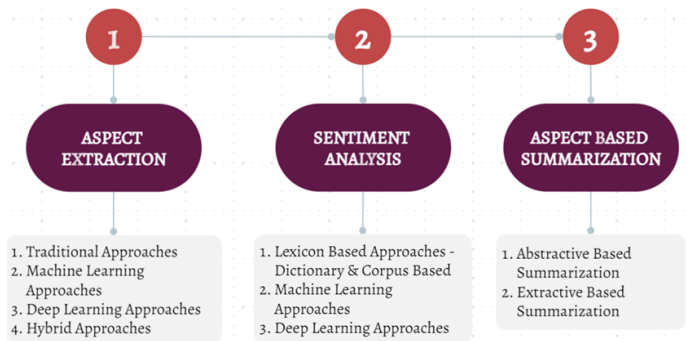 1
2
3
ASPECT
EXTRACTION
SENTIMENT
ANALYSIS
ASPECT BASED
SUMMARIZATION
1. Traditional Approaches
2. Machine Learning
Approaches
3. Deep Learning Approaches
4. Hybrid Approaches
1. Lexicon Based Approaches -
Dictionary & Corpus Based
2. Machine Learning
Approaches
3. Deep Learning Approaches
1. Abstractive Based
Summarization
2. Extractive Based
Summarization